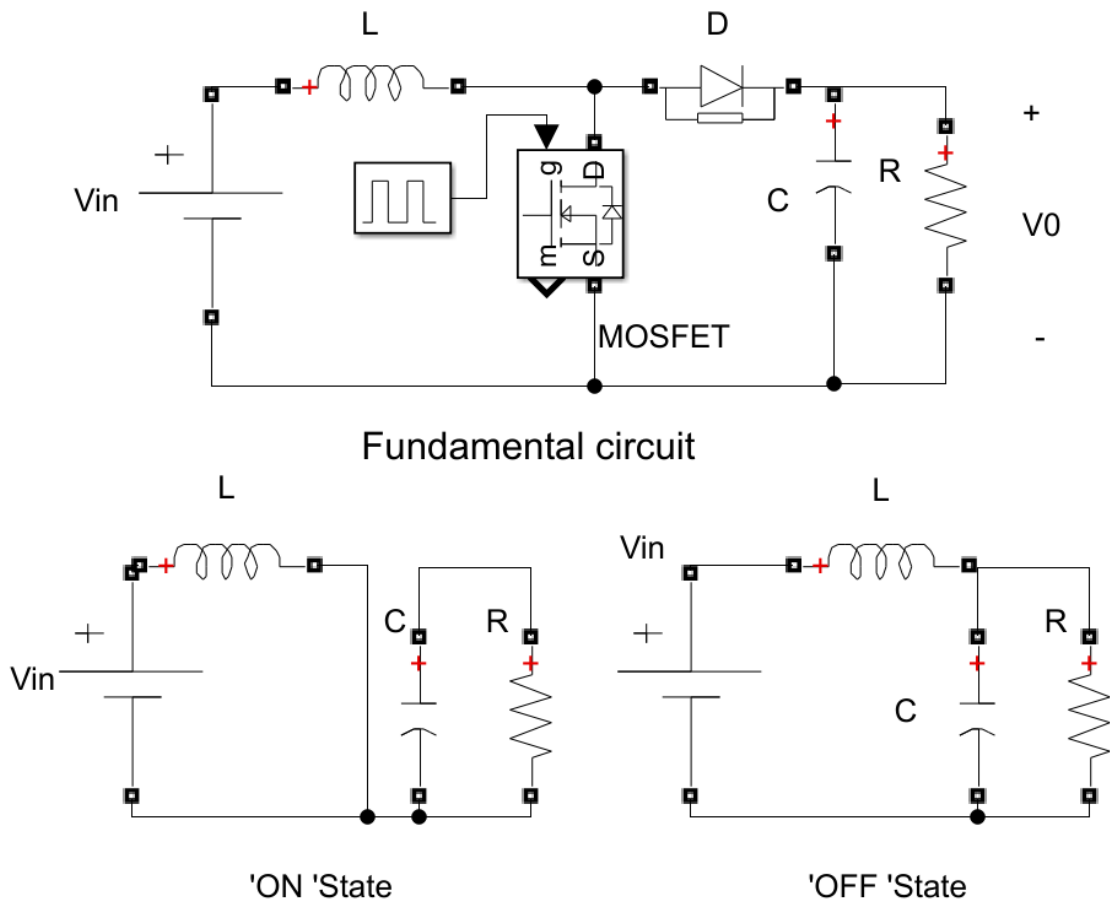 L
D
+
g
D
Vin
C
R
V0
m
S
MOSFET
-
Fundamental circuit
L
L
Vin
C
R
R
Vin
C
'ON 'State
'OFF 'State